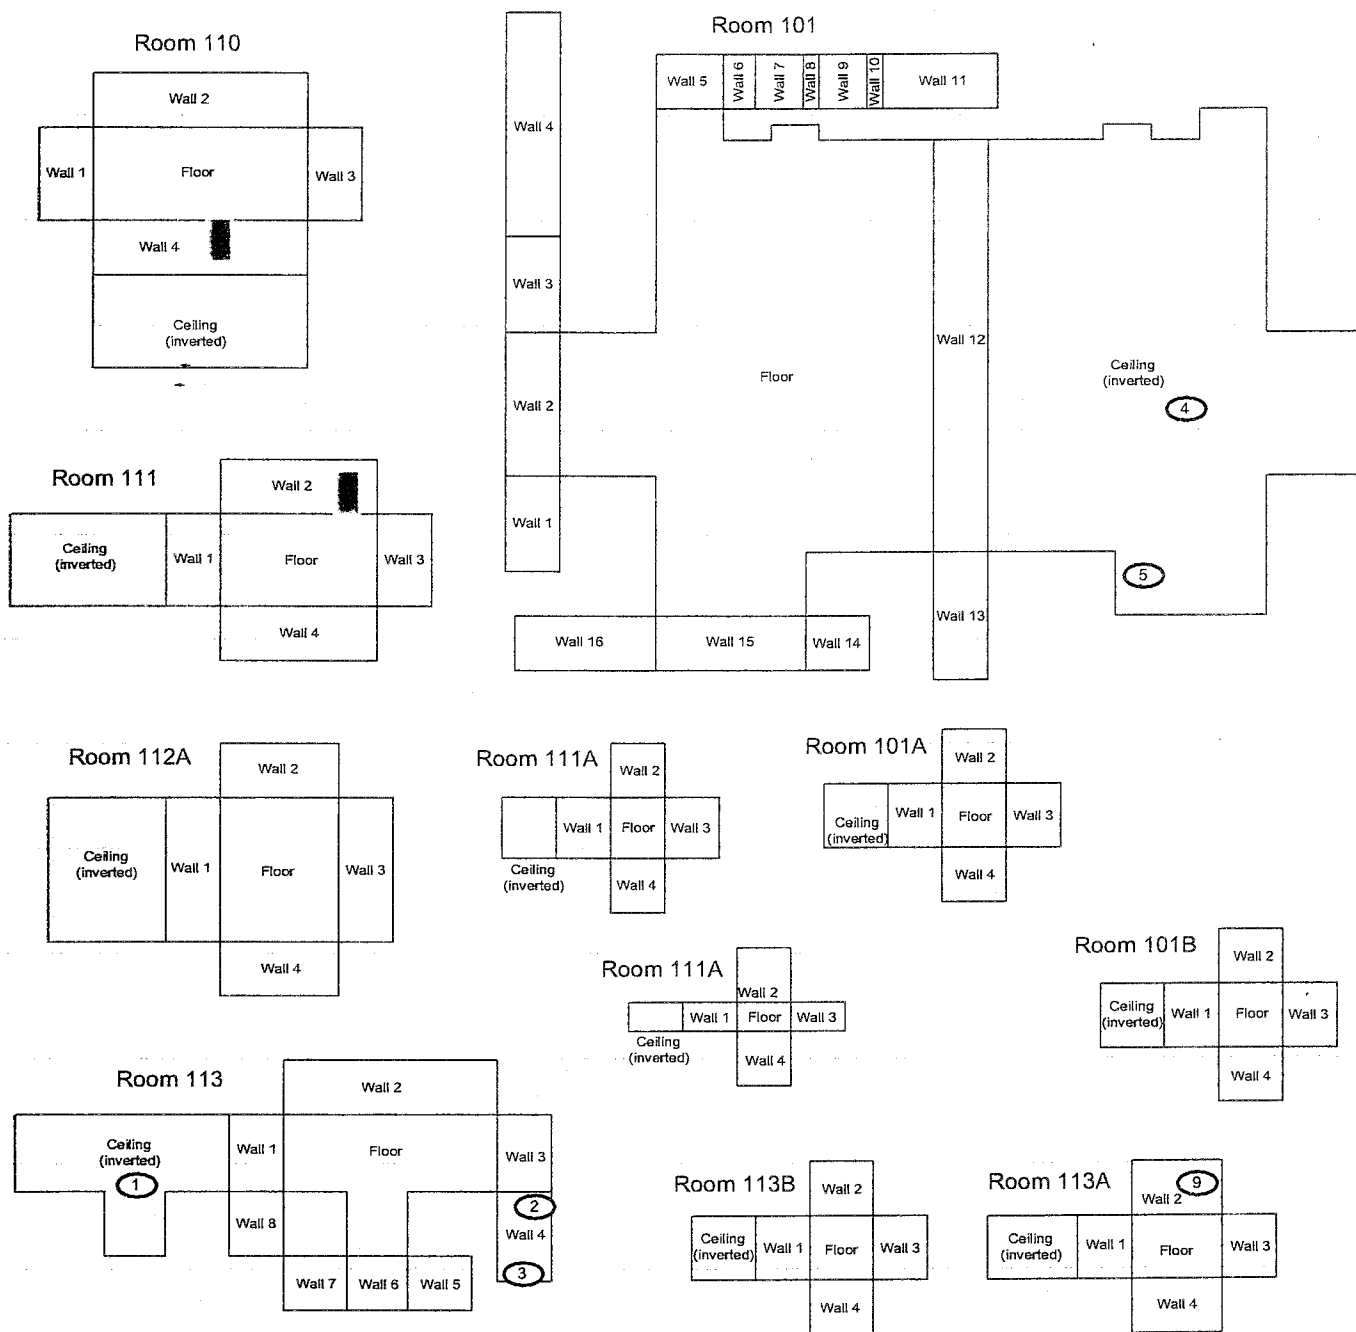 Room 110
Wall 2
Wall 1
Floor
Wall 3
Wall 4
Ceiling
(inverted)
Room 101
Wall 4
Wall 3
Wall 2
Wall 1
Wall 5
Wall 6
Wall 7
Wall 8
Wall 9
Wall 10
Wall 11
Floor
Wall 12
Ceiling
(inverted)
4
5
Wall 13
Wall 16
Wall 15
Wall 14
Room 111
Wall 2
Ceiling
(inverted)
Wall 1
Floor
Wall 3
Wall 4
Room 112A
Wall 2
Ceiling
(inverted)
Wall 1
Floor
Wall 3
Wall 4
Room 111A
Wall 2
Wall 1
Floor
Wall 3
Ceiling
(inverted)
Wall 4
Room 101A
Wall 2
Ceiling
(inverted)
Wall 1
Floor
Wall 3
Wall 4
Room 111A
Wall 2
Wall 1
Floor
Wall 3
Ceiling
(inverted)
Wall 4
Room 101B
Wall 2
Ceiling
(inverted)
Wall 1
Floor
Wall 3
Wall 4
Room 113
Wall 2
Ceiling
(inverted)
1
Wall 1
Floor
Wall 3
2
Wall 8
Wall 4
3
Wall 7
Wall 6
Wall 5
Room 113B
Wall 2
Ceiling
(inverted)
Wall 1
Floor
Wall 3
Wall 4
Room 113A
9
Wall 2
Ceiling
(inverted)
Wall 1
Floor
Wall 3
Wall 4